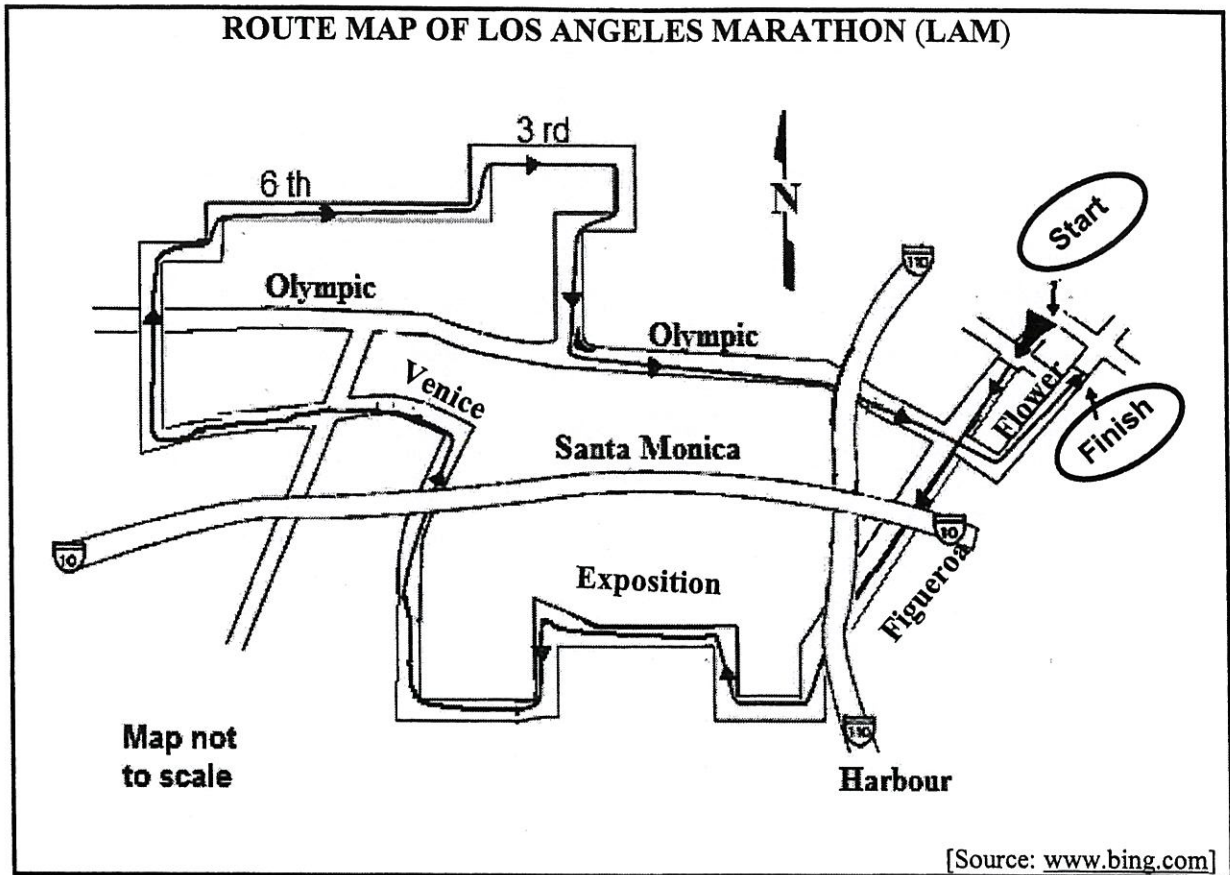 ROUTE MAP OF LOS ANGELES MARATHON (LAM)
3 rd
6 th
N
Start
110
Olympic
Olympic
Flower
Venice
Finish
Santa Monica
10
10
Exposition
Figueroa
Map not
to scale
110
Harbour
[Source: www.bing.com]